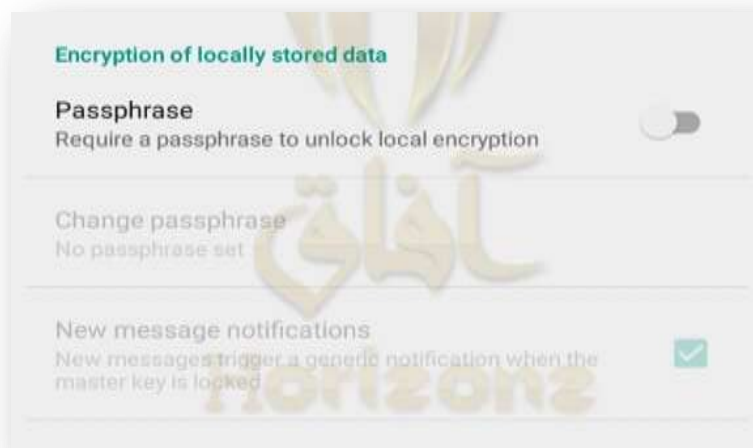 Encryption of locally stored data
Passphrase
Require a passphrase to unlock local encryption
Change passphrase
No passphrase set
آفاق
New message notifications
New messages trigger a generic notification when the
master key is locked
Horizons